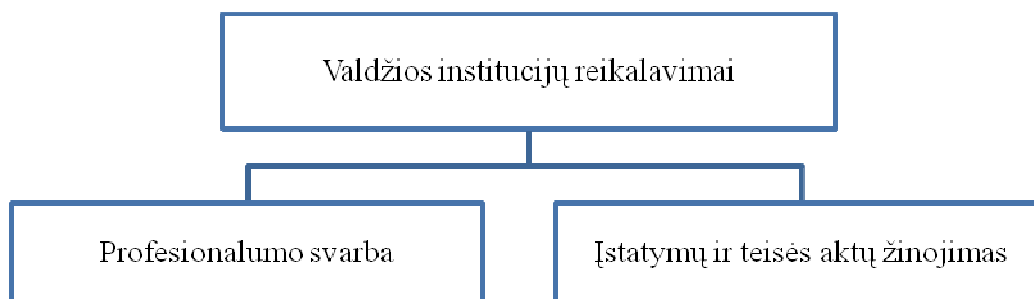 Valdžios institucijų reikalavimai
Profesionalumo svarba
Įstatymų ir teisės aktų žinojimas